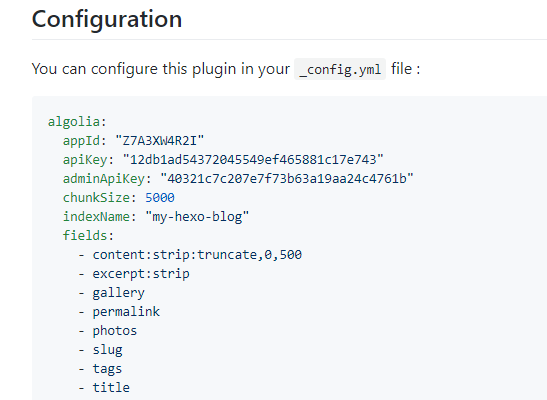 Configuration
You can configure this plugin in your _config.yml file :
algolia:
  appId: "Z7A3XW4R2I"
  apiKey: "12db1ad54372045549ef465881c17e743"
  adminApiKey: "40321c7c207e7f73b63a19aa24c4761b"
  chunkSize: 5000
  indexName: "my-hexo-blog"
  fields:
    - content:strip:truncate,0,500
    - excerpt:strip
    - gallery
    - permalink
    - photos
    - slug
    - tags
    - title